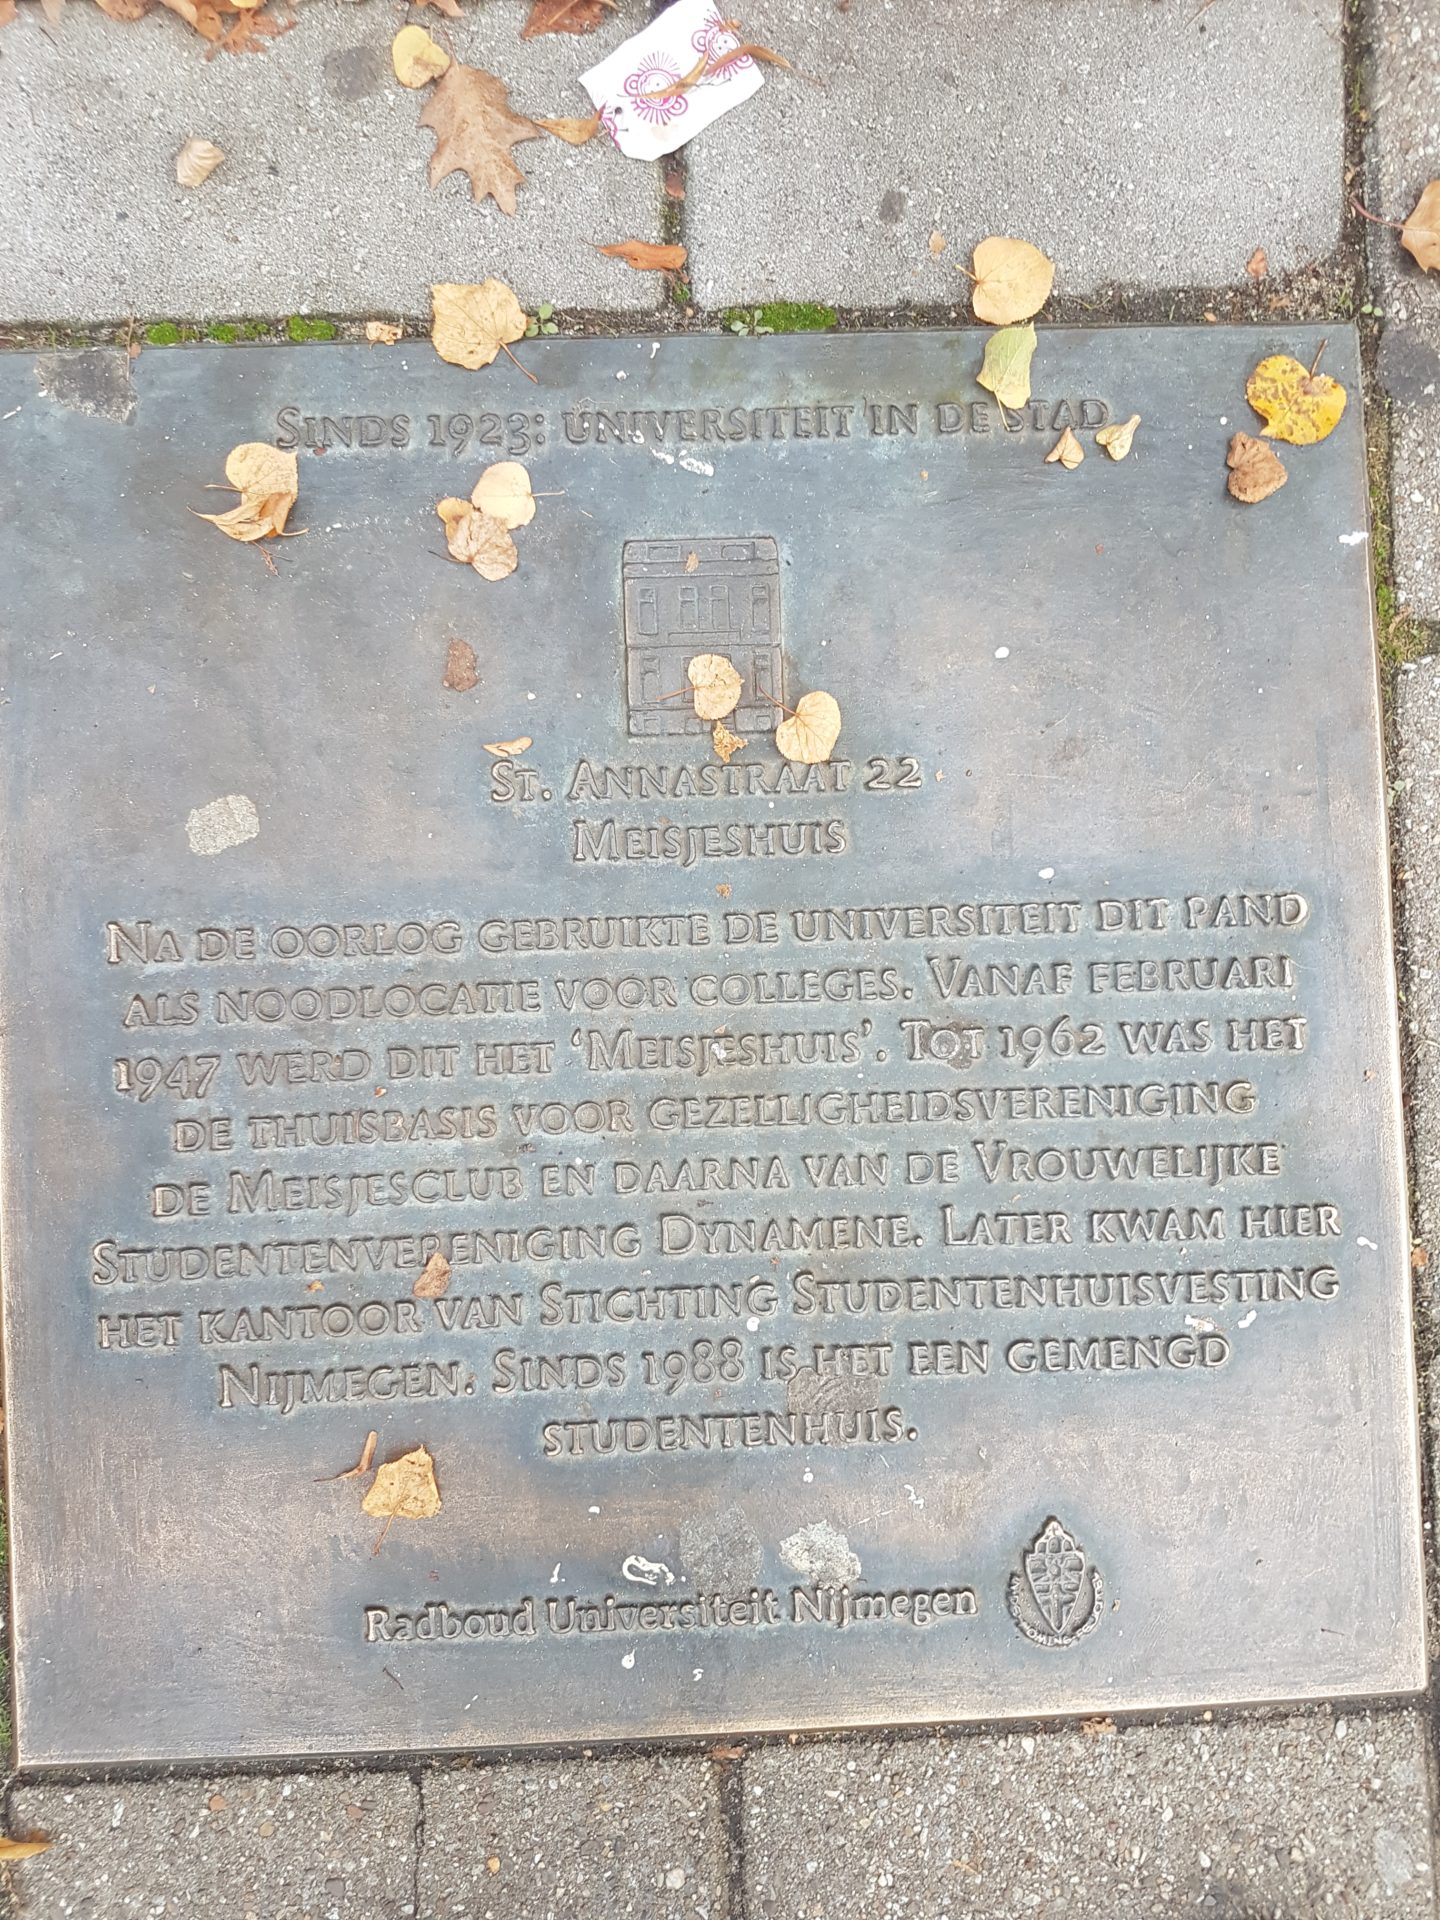 Sinds 1923: universiteit in de stad
St. Annastraat 22
Meisjeshuis
Na de oorlog gebruikte de universiteit dit pand
als noodlocatie voor colleges. Vanaf februari
1947 werd dit het ‘Meisjeshuis’. Tot 1962 was het
de thuisbasis voor gezelligheidsvereniging
de Meisjesclub en daarna van de Vrouwelijke
Studentenvereniging Dynamene. Later kwam hier
het kantoor van Stichting Studentenhuisvesting
Nijmegen. Sinds 1988 is het een gemengd
studentenhuis.
Radboud Universiteit Nijmegen